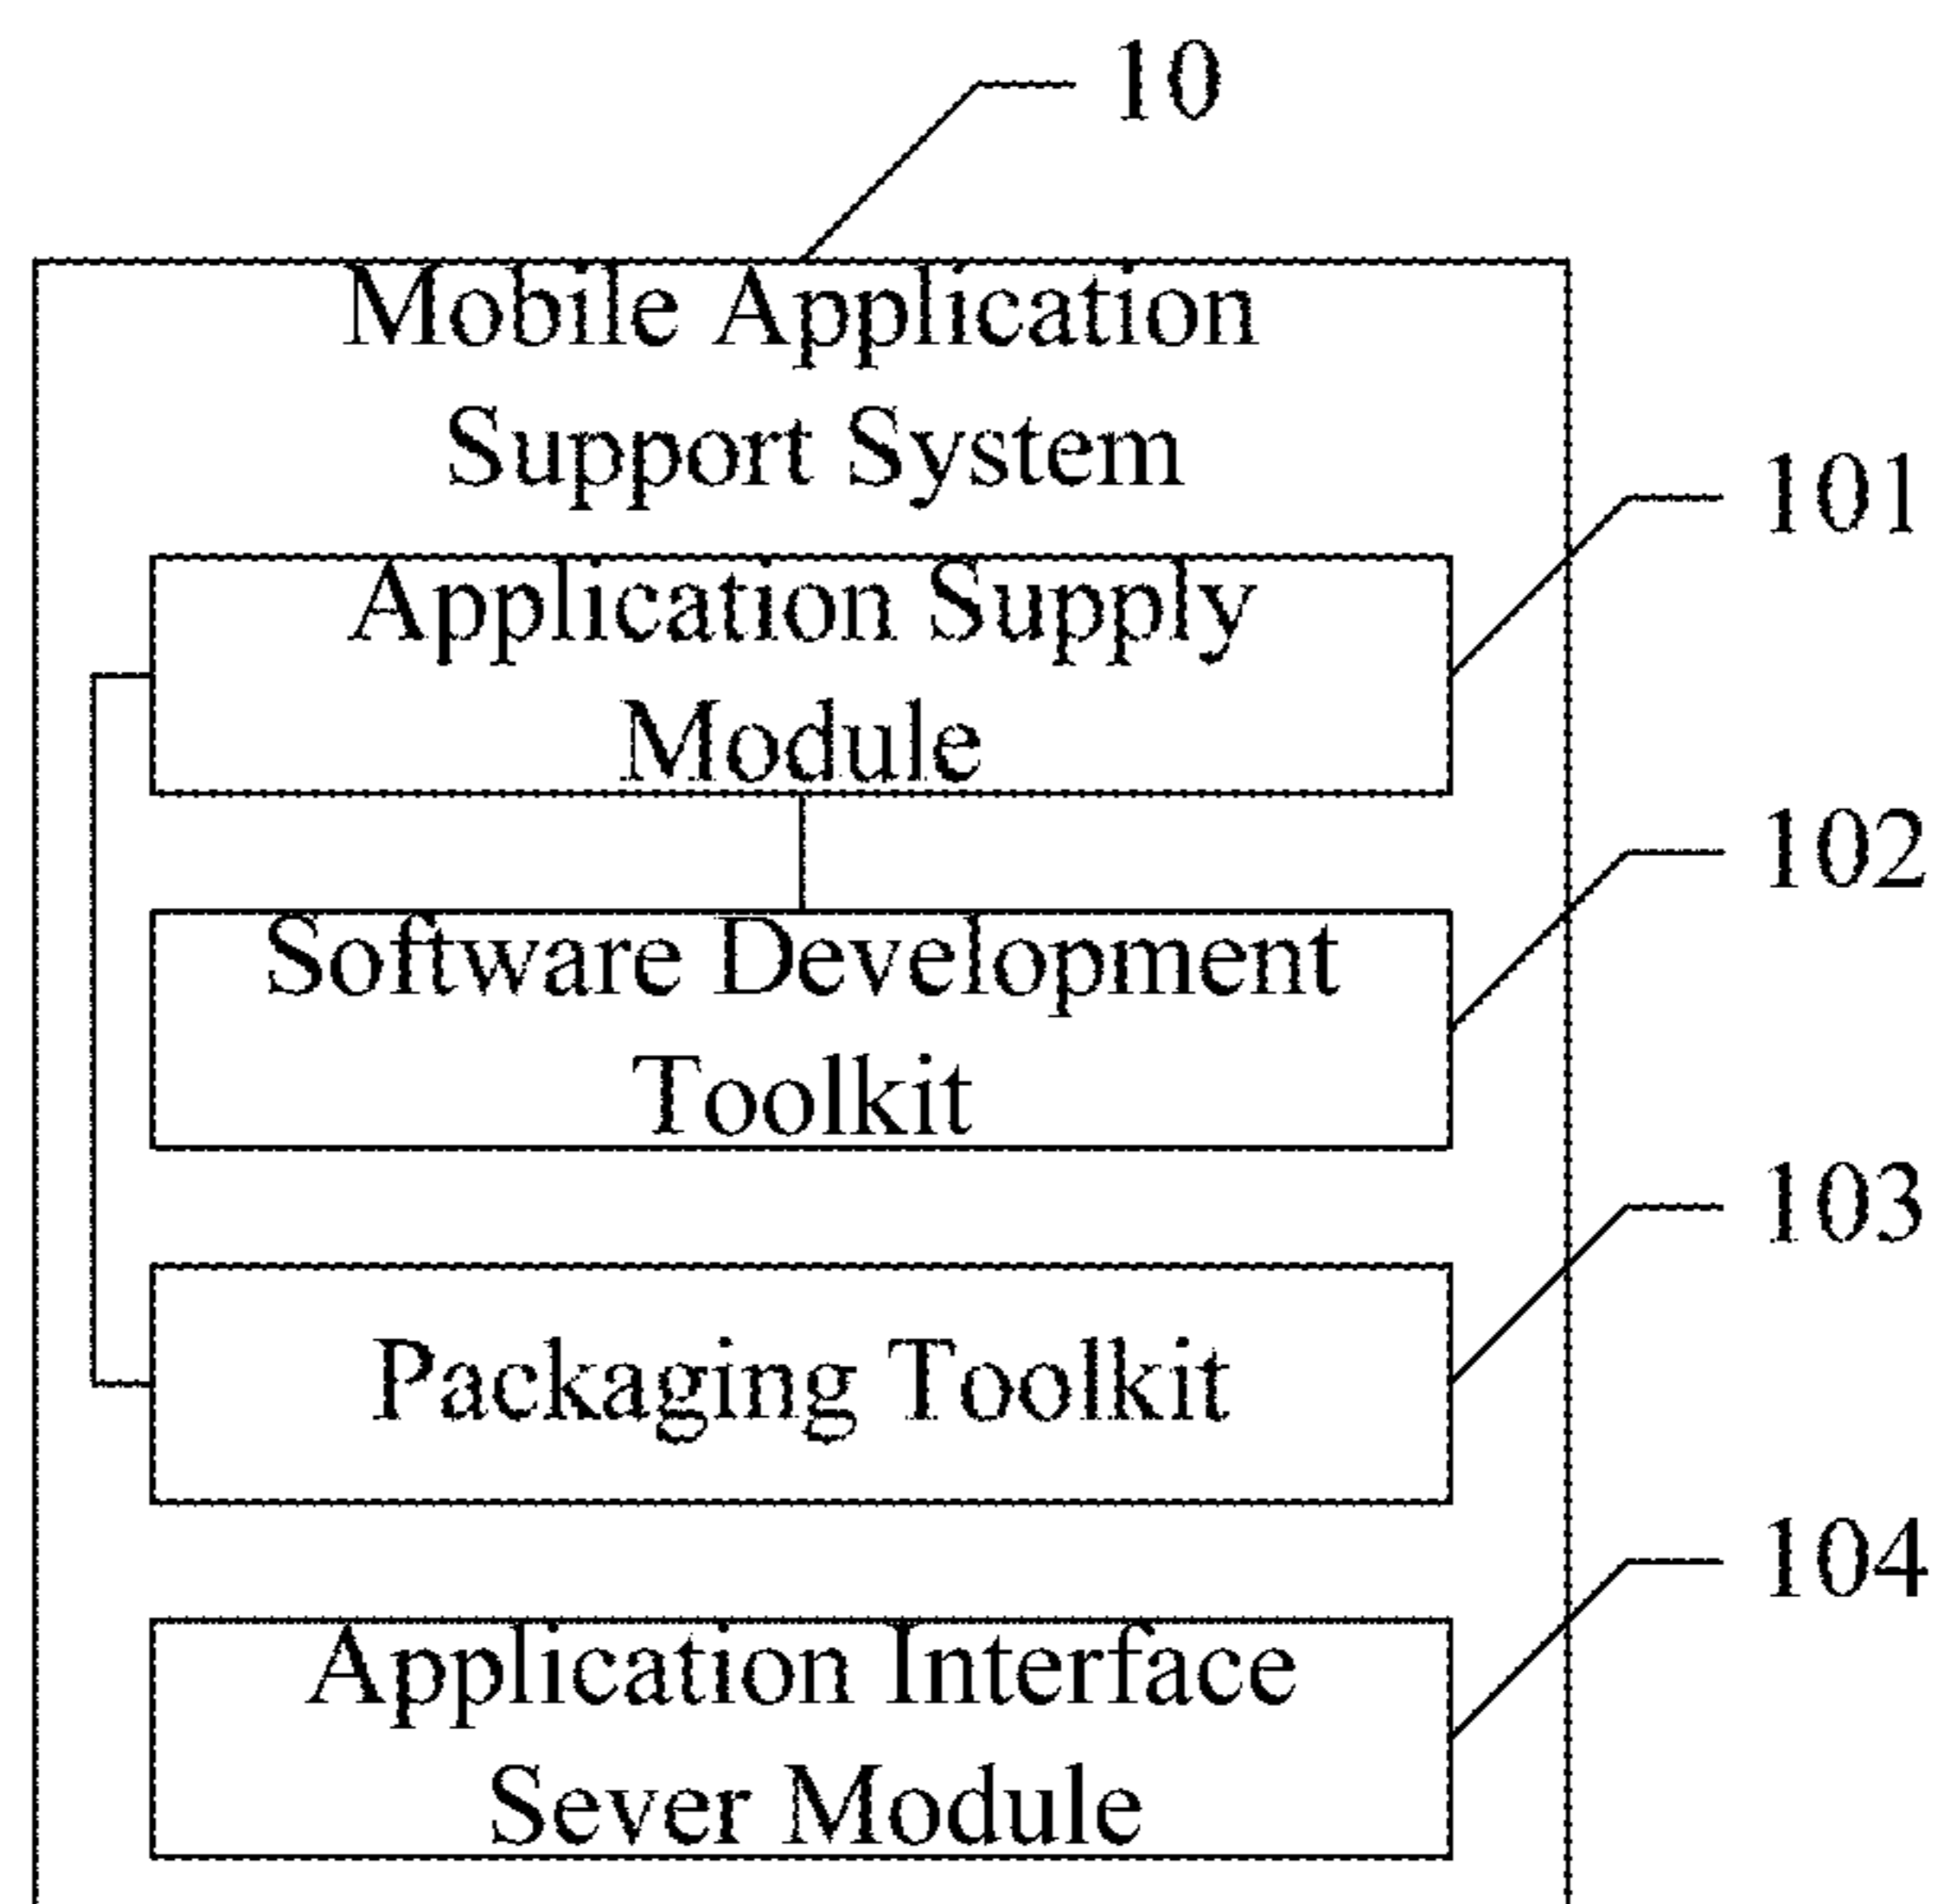 10
Mobile Application
Support System
101
Application Supply
Module
102
Software Development
Toolkit
103
Packaging Toolkit
104
Application Interface
Sever Module